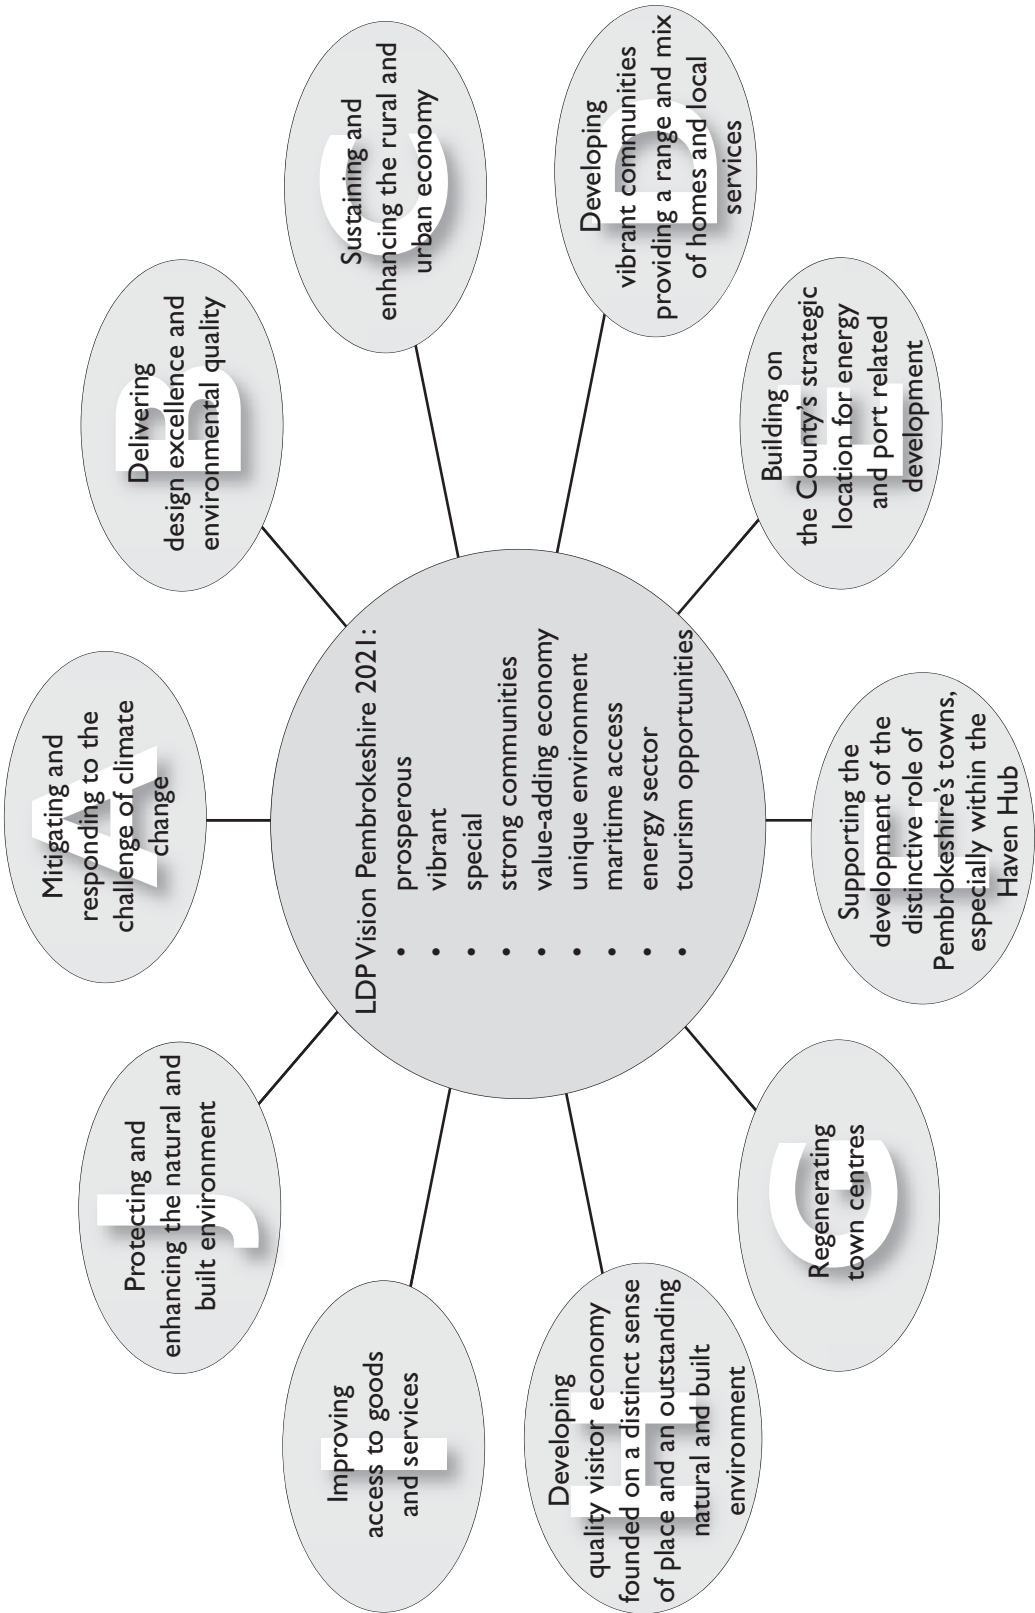 LDP Vision Pembrokeshire 2021:
• prosperous
• vibrant
• special
• strong communities
• value-adding economy
• unique environment
• maritime access
• energy sector
• tourism opportunities
A
Mitigating and
responding to the
challenge of climate
change
B
Delivering
design excellence and
environmental quality
C
Sustaining and
enhancing the rural and
urban economy
D
Developing
vibrant communities
providing a range and mix
of homes and local
services
E
Building on
the County's strategic
location for energy
and port related
development
F
Supporting the
development of the
distinctive role of
Pembrokeshire's towns,
especially within the
Haven Hub
G
Regenerating
town centres
H
Developing
quality visitor economy
founded on a distinct sense
of place and an outstanding
natural and built
environment
I
Improving
access to goods
and services
J
Protecting and
enhancing the natural and
built environment